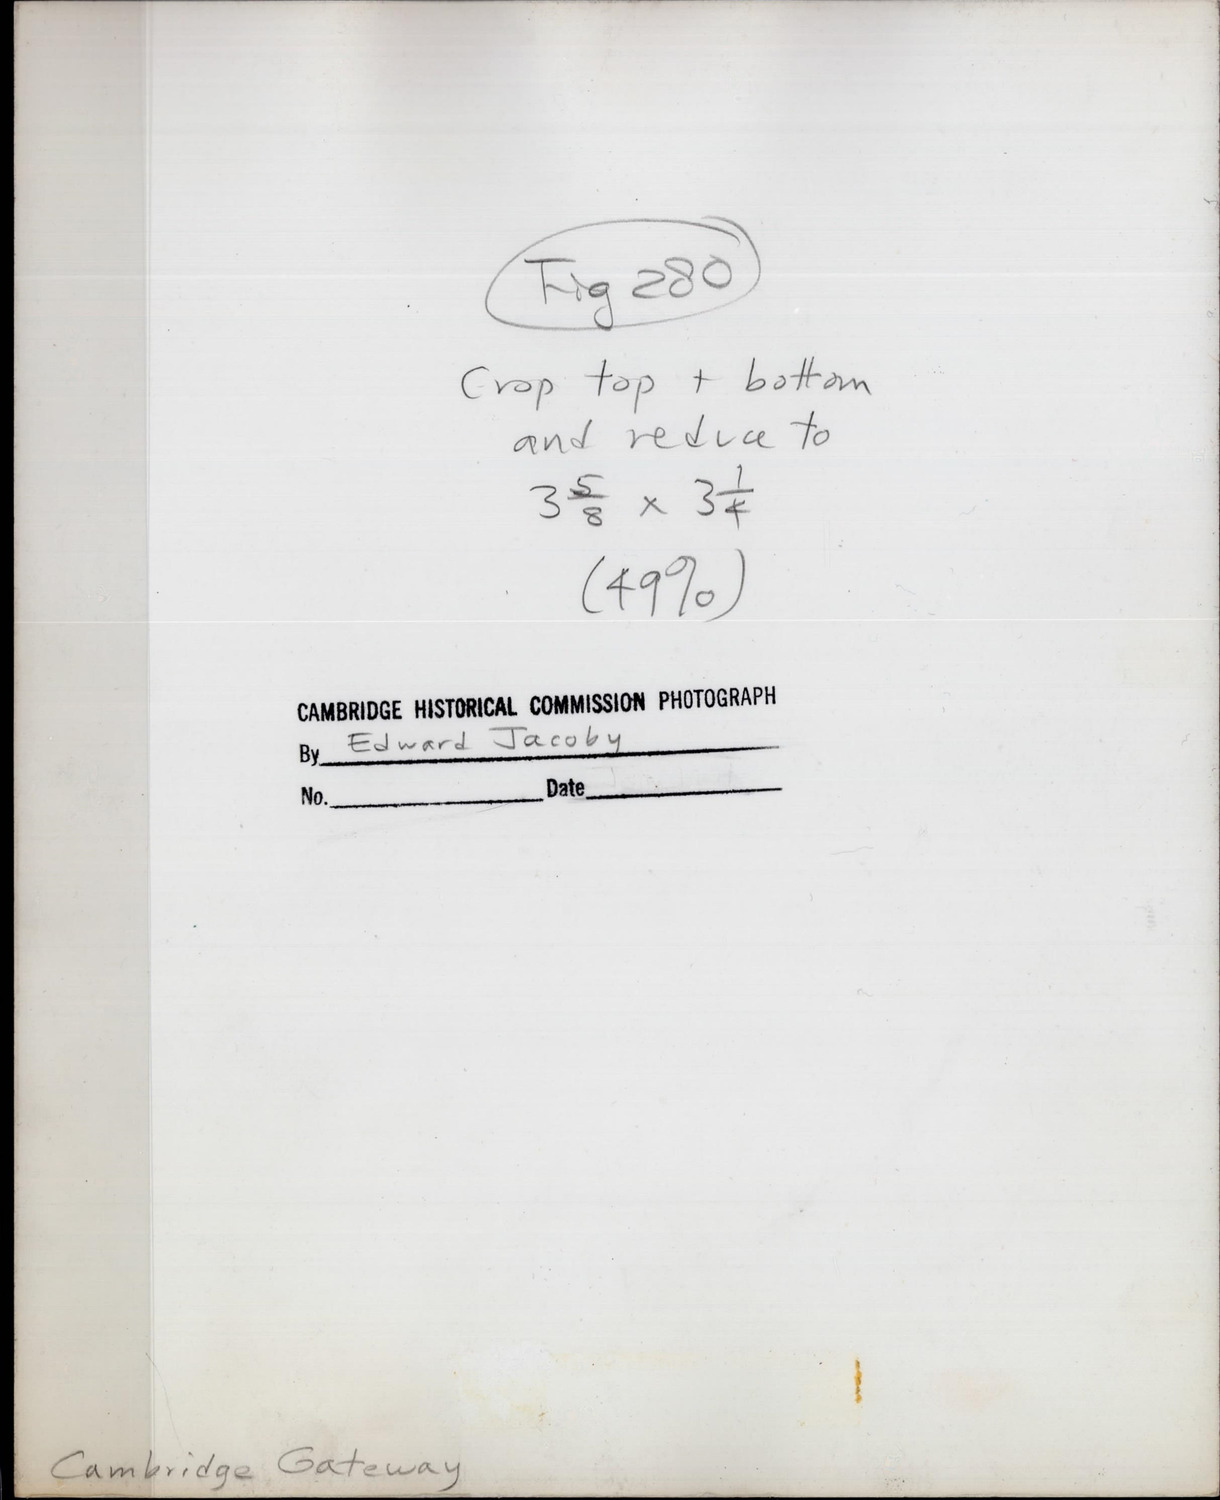 Fig 280
Crop top + bottom
and reduce to
3 5/8 x 3 1/4
(49%)
CAMBRIDGE HISTORICAL COMMISSION PHOTOGRAPH
By Edward Jacoby
No. Date
Cambridge Gateway